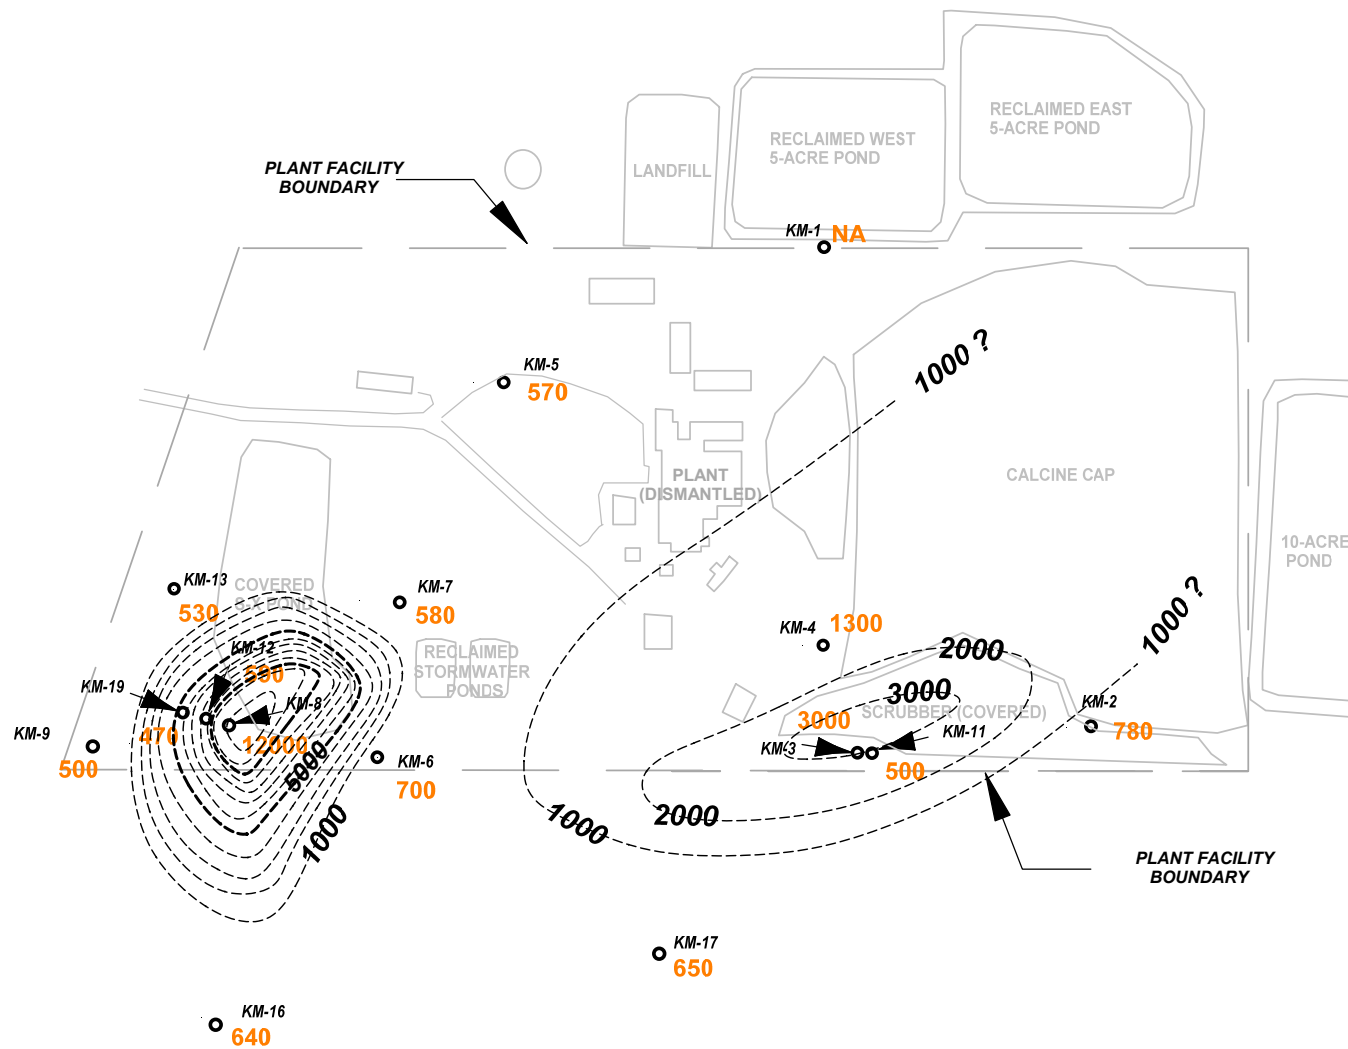 RECLAIMED EAST
5-ACRE POND
RECLAIMED WEST
5-ACRE POND
LANDFILL
PLANT FACILITY
BOUNDARY
KM-1
NA
1000 ?
KM-5
570
PLANT
(DISMANTLED)
CALCINE CAP
10-ACRE
POND
KM-13
530
COVERED
S-X POND
KM-7
580
1000 ?
KM-4
1300
2000
3000
RECLAIMED
STORMWATER
PONDS
KM-12
590
KM-19
470
KM-8
12000
KM-9
500
5000
KM-6
700
1000
3000
SCRUBBER (COVERED)
KM-2
780
KM-3
KM-11
500
1000
2000
PLANT FACILITY
BOUNDARY
KM-17
650
KM-16
640